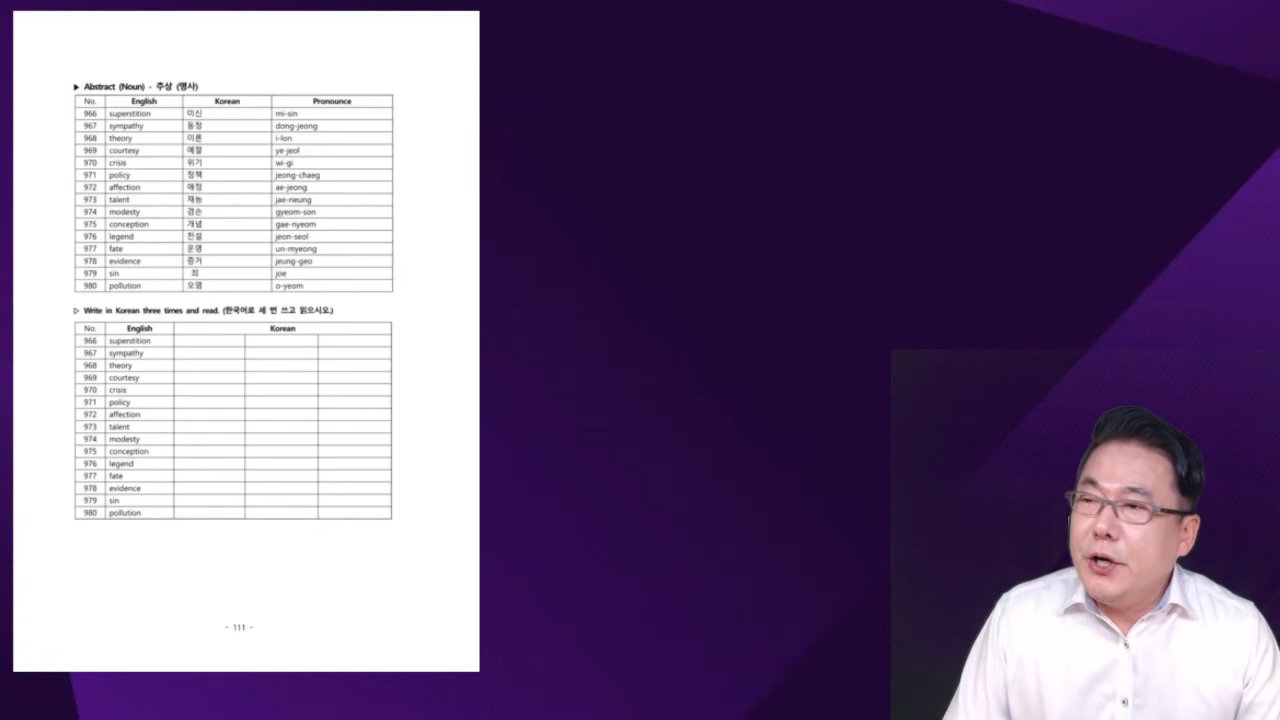 ▶ Abstract (Noun) - 추상 (명사)
No. English Korean Pronounce
966 superstition 미신 mi-sin
967 sympathy 동정 dong-jeong
968 theory 이론 i-lon
969 courtesy 예절 ye-jeol
970 crisis 위기 wi-gi
971 policy 정책 jeong-chaeg
972 affection 애정 ae-jeong
973 talent 재능 jae-neung
974 modesty 겸손 gyeom-son
975 conception 개념 gae-nyeom
976 legend 전설 jeon-seol
977 fate 운명 un-myeong
978 evidence 증거 jeung-geo
979 sin 죄 joe
980 pollution 오염 o-yeom
▷ Write in Korean three times and read. (한국어로 세 번 쓰고 읽으시오.)
No. English Korean
966 superstition
967 sympathy
968 theory
969 courtesy
970 crisis
971 policy
972 affection
973 talent
974 modesty
975 conception
976 legend
977 fate
978 evidence
979 sin
980 pollution
- 111 -